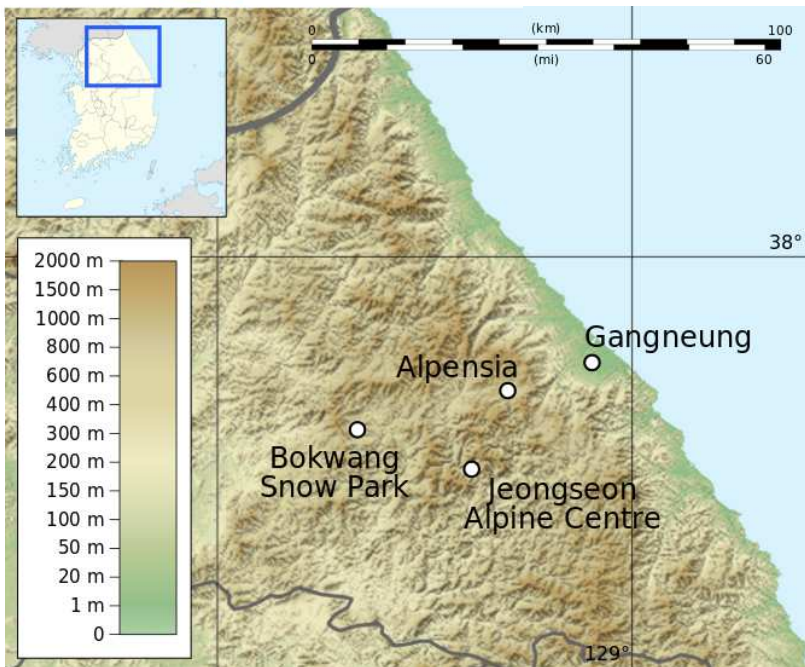 0 (km) 100
0 (mi) 60
2000 m
1500 m
1000 m
800 m
600 m
400 m
300 m
200 m
150 m
100 m
50 m
20 m
1 m
0
38°
Gangneung
Alpensia
Bokwang
Snow Park
Jeongseon
Alpine Centre
129°